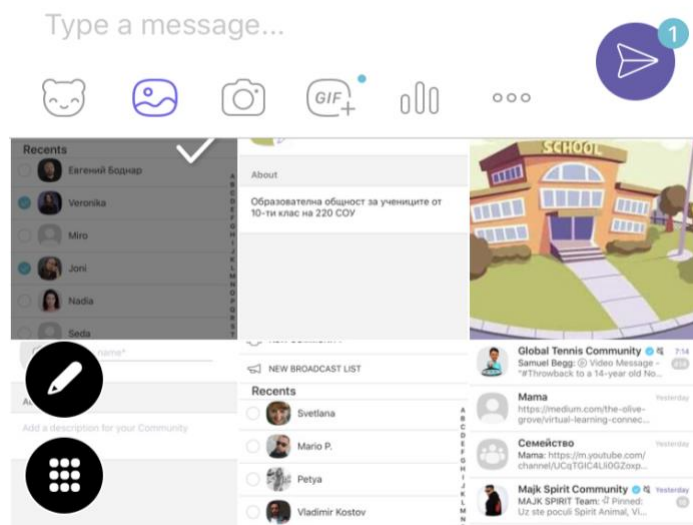 Type a message...
1
GIF
Recents
Евгений Боднар
Veronika
Miro
Joni
Nadia
Seda
A
B
C
D
E
F
G
H
I
J
K
L
M
N
O
P
Q
R
S
T
About
Образователна общност за учениците от
10-ти клас на 220 СОУ
SCHOOL
name*
Add a description for your Community
NEW BROADCAST LIST
Recents
Svetlana
Mario P.
Petya
Vladimir Kostov
A
B
C
D
E
F
G
H
I
J
K
L
M
N
Global Tennis Community 7:14
Samuel Begg: Video Message -
"#Throwback to a 14-year old No...
Mama Yesterday
https://medium.com/the-olive-
grove/virtual-learning-connec...
Семейство Yesterday
Mama: https://m.youtube.com/
channel/UCqTGIC4Lli0GZoxp...
Majk Spirit Community Yesterday
MAJK SPIRIT Team: Pinned:
Uz ste poculi Spirit Animal, Vi...